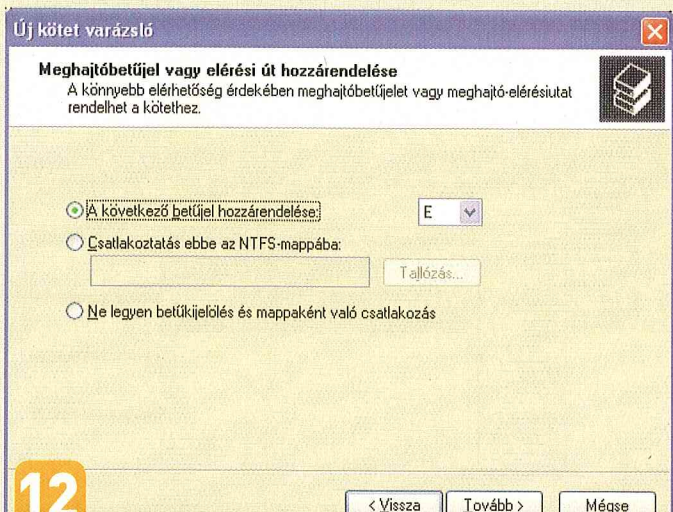 Új kötet varázsló
Meghajtóbetűjel vagy elérési út hozzárendelése
A könnyebb elérhetőség érdekében meghajtóbetűjelet vagy meghajtó-elérésiutat
rendelhet a kötethez.
A következő betűjel hozzárendelése:
E
Csatlakoztatás ebbe az NTFS-mappába:
Tallózás...
Ne legyen betűkijelölés és mappaként való csatlakozás
12
< Vissza
Tovább >
Mégse